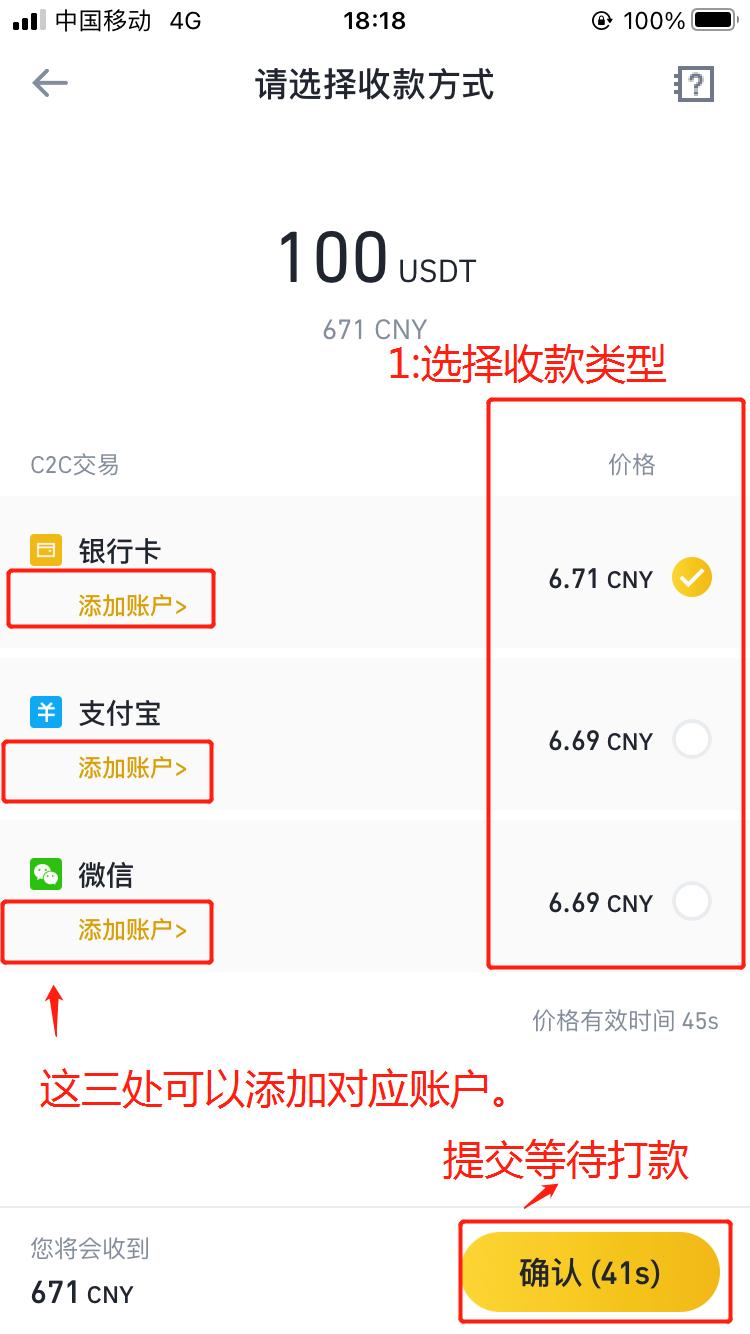 中国移动 4G 18:18 100%
请选择收款方式
100 USDT
671 CNY
1:选择收款类型
C2C交易 价格
银行卡
添加账户>
6.71 CNY
支付宝
添加账户>
6.69 CNY
微信
添加账户>
6.69 CNY
价格有效时间 45s
这三处可以添加对应账户。
提交等待打款
您将会收到
671 CNY
确认 (41s)